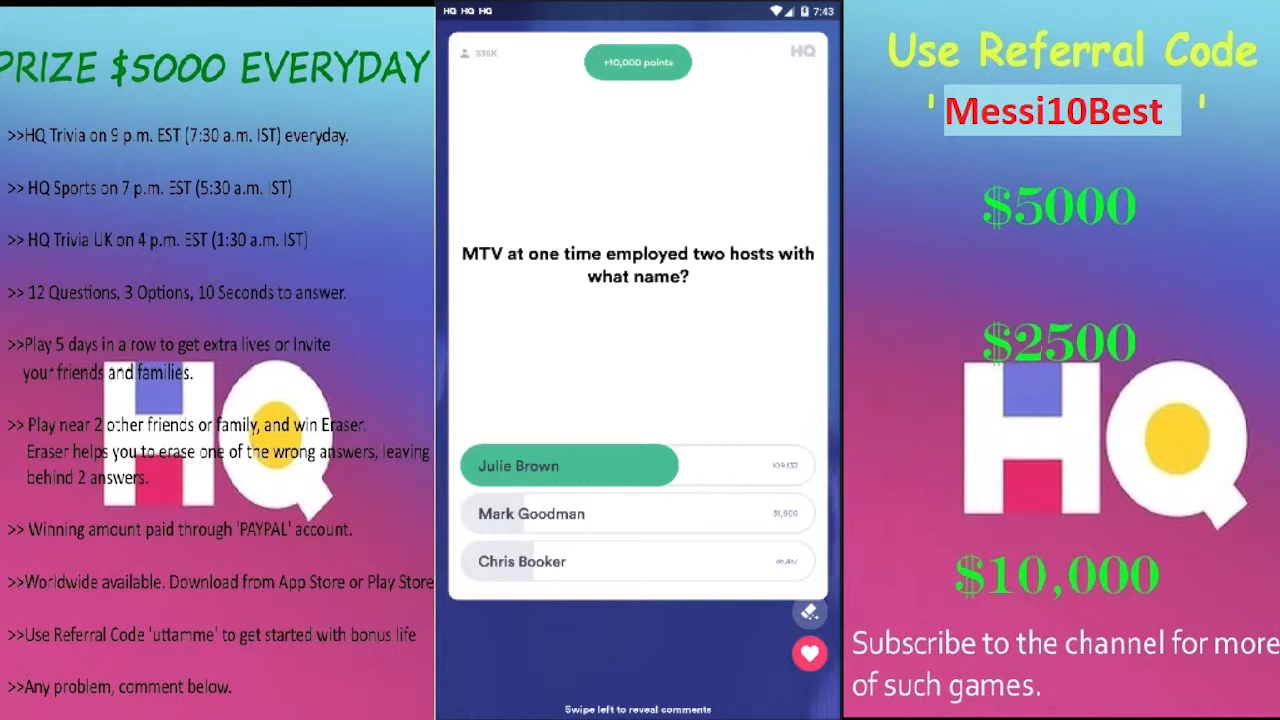 PRIZE $5000 EVERYDAY
>>HQ Trivia on 9 p.m. EST (7:30 a.m. IST) everyday.
>> HQ Sports on 7 p.m. EST (5:30 a.m. IST)
>> HQ Trivia UK on 4 p.m. EST (1:30 a.m. IST)
>> 12 Questions, 3 Options, 10 Seconds to answer.
>>Play 5 days in a row to get extra lives or Invite
your friends and families.
>> Play near 2 other friends or family, and win Eraser.
Eraser helps you to erase one of the wrong answers, leaving
behind 2 answers.
>> Winning amount paid through 'PAYPAL' account.
>>Worldwide available. Download from App Store or Play Store
>>Use Referral Code 'uttamme' to get started with bonus life
>>Any problem, comment below.
HQ
HQ HQ HQ
7:43
+10,000 points
HQ
MTV at one time employed two hosts with
what name?
Julie Brown
Mark Goodman
Chris Booker
Swipe left to reveal comments
Use Referral Code
' Messi10Best '
$5000
$2500
HQ
$10,000
Subscribe to the channel for more
of such games.